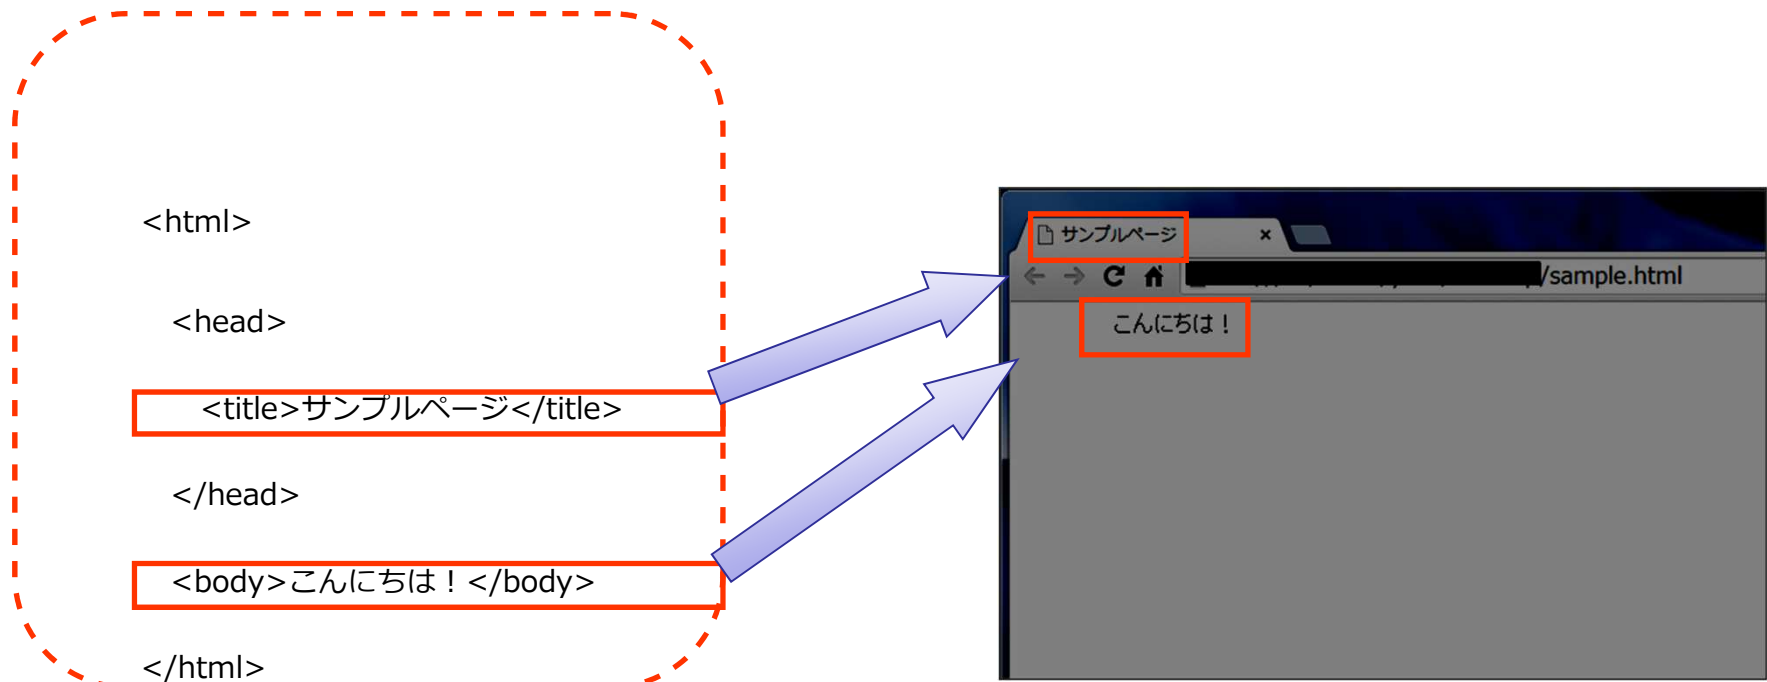 <html>
<head>
<title>サンプルページ</title>
</head>
<body>こんにちは！</body>
</html>
サンプルページ ×
/sample.html
こんにちは！